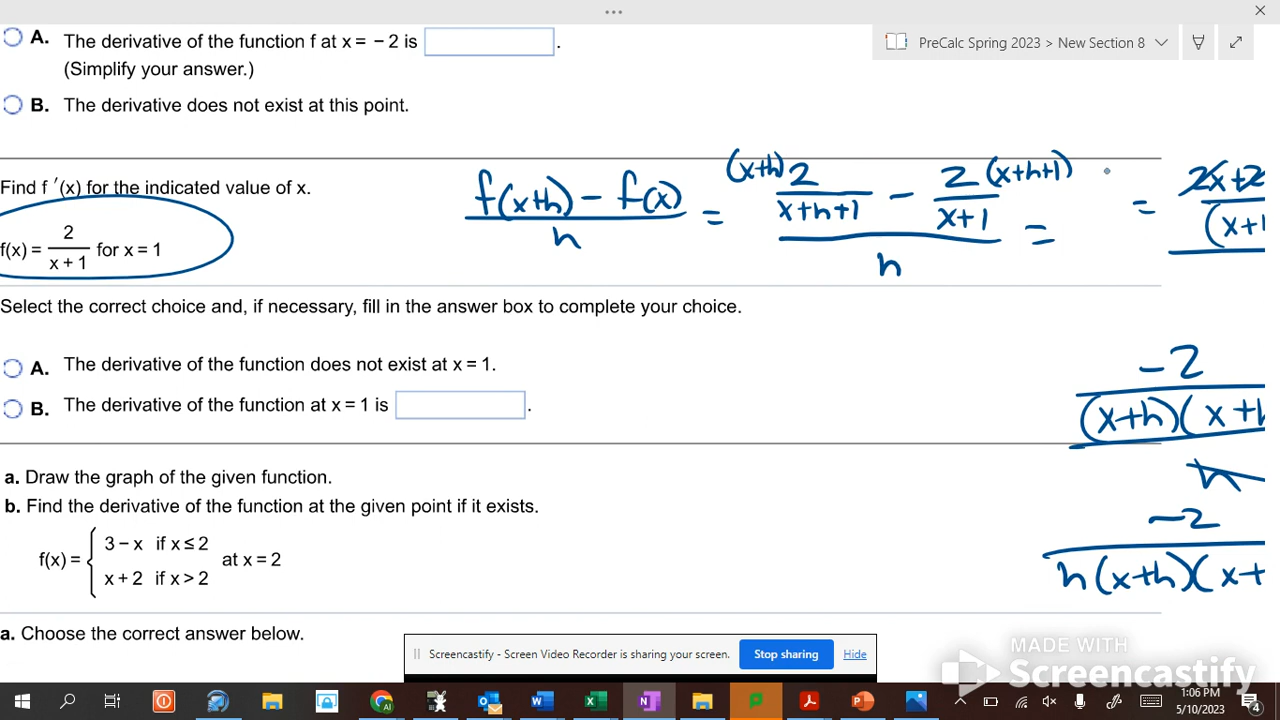 A. The derivative of the function f at x = − 2 is .
(Simplify your answer.)
B. The derivative does not exist at this point.
PreCalc Spring 2023 > New Section 8
Find f ′(x) for the indicated value of x.
f(x) = 2 / x + 1 for x = 1
f(x+h) − f(x) / h = (x+h) 2 / x+h+1 − 2 (x+h+1) / x+1 / h =
= 2x+2
(x+1
Select the correct choice and, if necessary, fill in the answer box to complete your choice.
A. The derivative of the function does not exist at x = 1.
B. The derivative of the function at x = 1 is .
−2
(x+h)(x+h
h
−2
h(x+h)(x+
a. Draw the graph of the given function.
b. Find the derivative of the function at the given point if it exists.
f(x) = { 3 − x if x ≤ 2
x + 2 if x > 2
at x = 2
a. Choose the correct answer below.
Screencastify - Screen Video Recorder is sharing your screen. Stop sharing Hide
MADE WITH
Screencastify
1:06 PM
5/10/2023
4